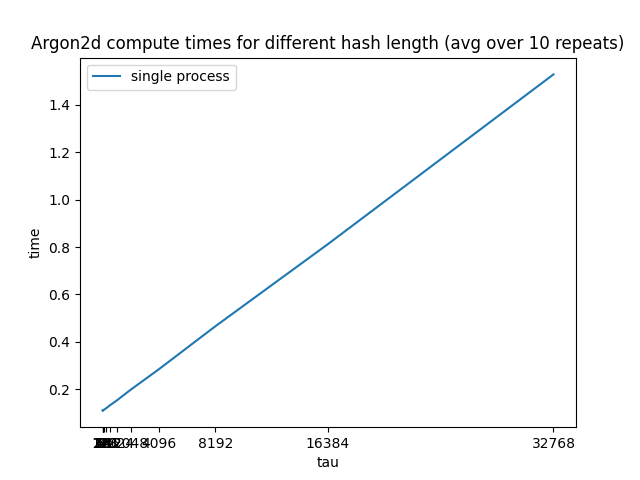 Argon2d compute times for different hash length (avg over 10 repeats)
single process
1.4
1.2
1.0
0.8
0.6
0.4
0.2
time
4096 8192 16384 32768
tau